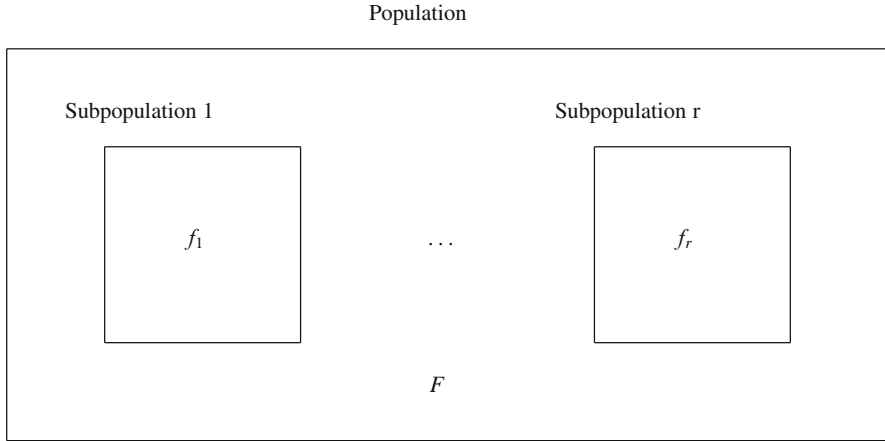 Population
Subpopulation 1
Subpopulation r
f₁
...
fᵣ
F